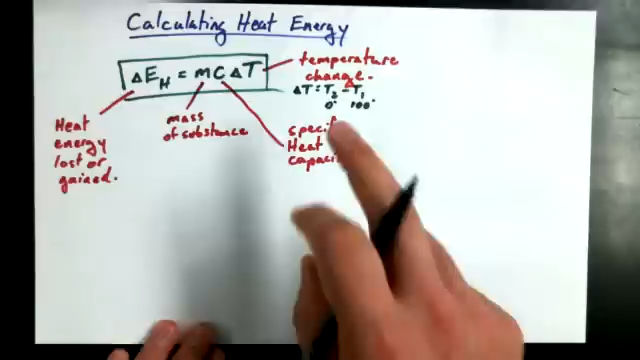 Calculating Heat Energy
ΔE_H = mCΔT
temperature
change.
ΔT = T₂ - T₁
0° 100°
mass
of substance
Heat
energy
lost or
gained.
Heat